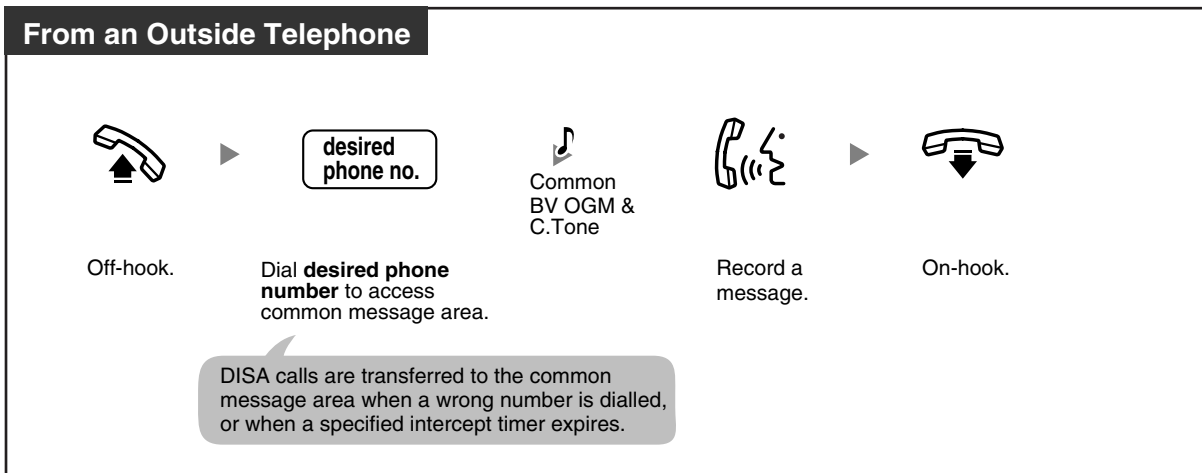 From an Outside Telephone
desired
phone no.
Common
BV OGM &
C.Tone
Off-hook.
Dial desired phone
number to access
common message area.
Record a
message.
On-hook.
DISA calls are transferred to the common
message area when a wrong number is dialled,
or when a specified intercept timer expires.